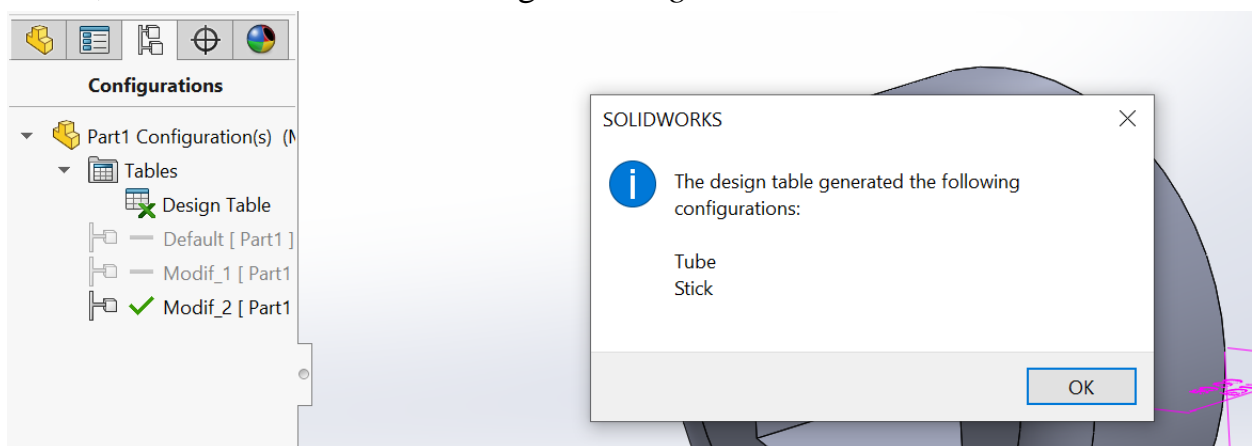 Configurations
Part1 Configuration(s) (M
Tables
Design Table
Default [ Part1 ]
Modif_1 [ Part1
Modif_2 [ Part1
SOLIDWORKS
The design table generated the following
configurations:
Tube
Stick
OK